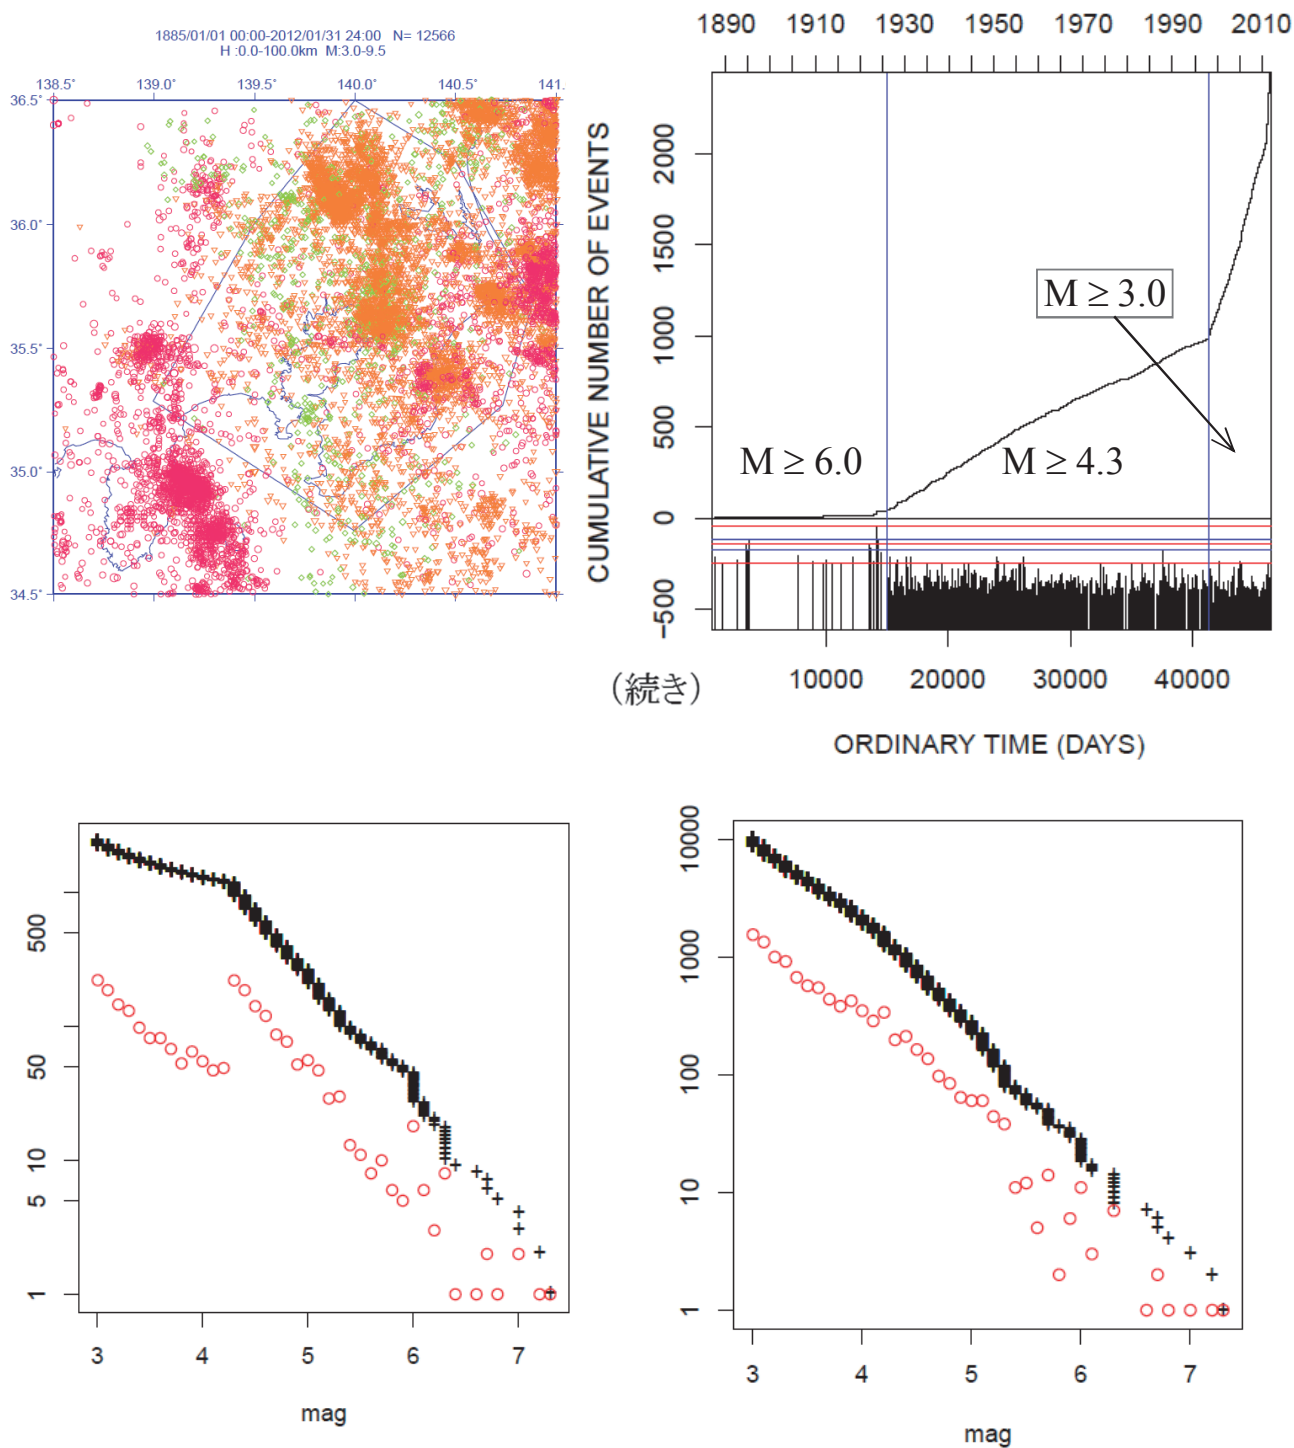 1885/01/01 00:00-2012/01/31 24:00 N= 12566
H :0.0-100.0km M:3.0-9.5
138.5° 139.0° 139.5° 140.0° 140.5° 141.
36.5°
36.0°
35.5°
35.0°
34.5°
1890 1910 1930 1950 1970 1990 2010
CUMULATIVE NUMBER OF EVENTS
2000
1500
1000
500
0
−500
M ≥ 3.0
M ≥ 6.0
M ≥ 4.3
10000 20000 30000 40000
ORDINARY TIME (DAYS)
(続き)
500
50
10
5
1
3 4 5 6 7
mag
10000
1000
100
10
1
3 4 5 6 7
mag